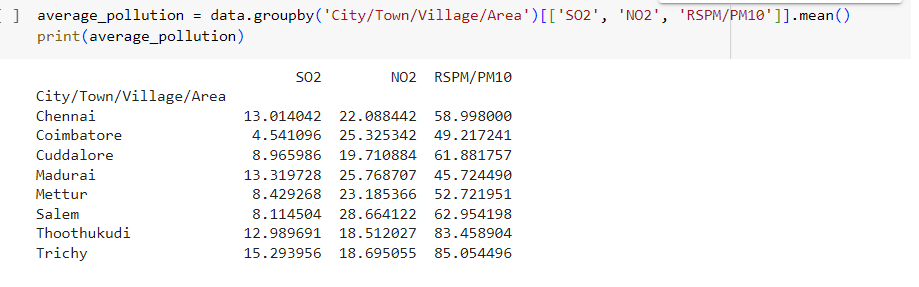 [ ] average_pollution = data.groupby('City/Town/Village/Area')[['SO2', 'NO2', 'RSPM/PM10']].mean()
print(average_pollution)
SO2 NO2 RSPM/PM10
City/Town/Village/Area
Chennai 13.014042 22.088442 58.998000
Coimbatore 4.541096 25.325342 49.217241
Cuddalore 8.965986 19.710884 61.881757
Madurai 13.319728 25.768707 45.724490
Mettur 8.429268 23.185366 52.721951
Salem 8.114504 28.664122 62.954198
Thoothukudi 12.989691 18.512027 83.458904
Trichy 15.293956 18.695055 85.054496